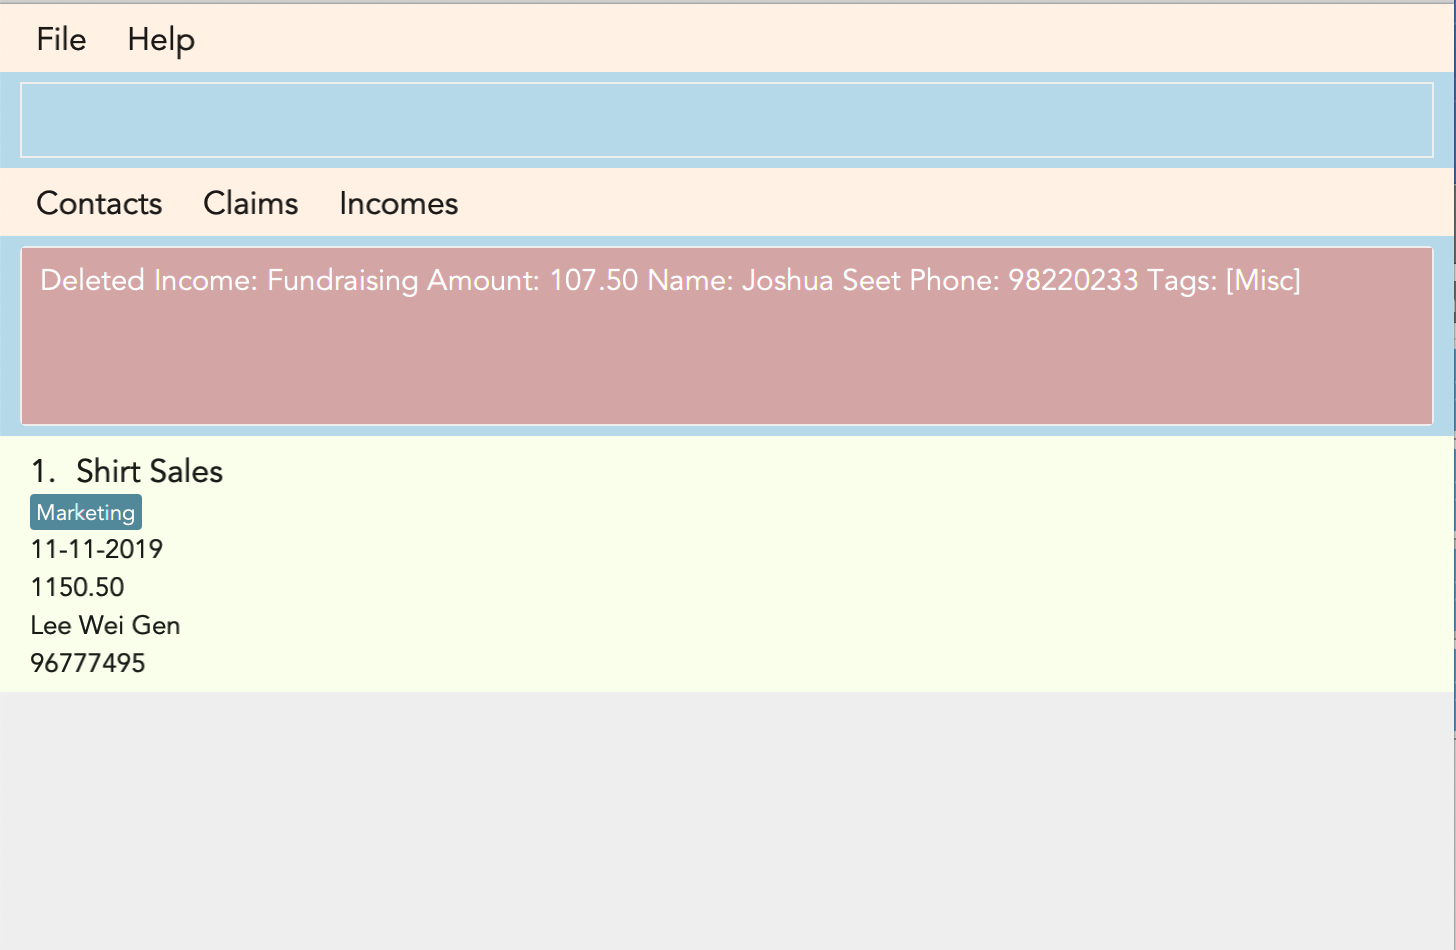 File Help
Contacts Claims Incomes
Deleted Income: Fundraising Amount: 107.50 Name: Joshua Seet Phone: 98220233 Tags: [Misc]
1. Shirt Sales
Marketing
11-11-2019
1150.50
Lee Wei Gen
96777495